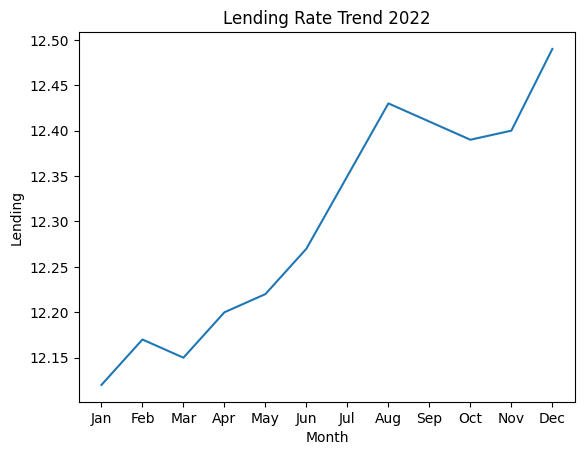 Lending Rate Trend 2022
12.50
12.45
12.40
12.35
12.30
12.25
12.20
12.15
Lending
Jan Feb Mar Apr May Jun Jul Aug Sep Oct Nov Dec
Month